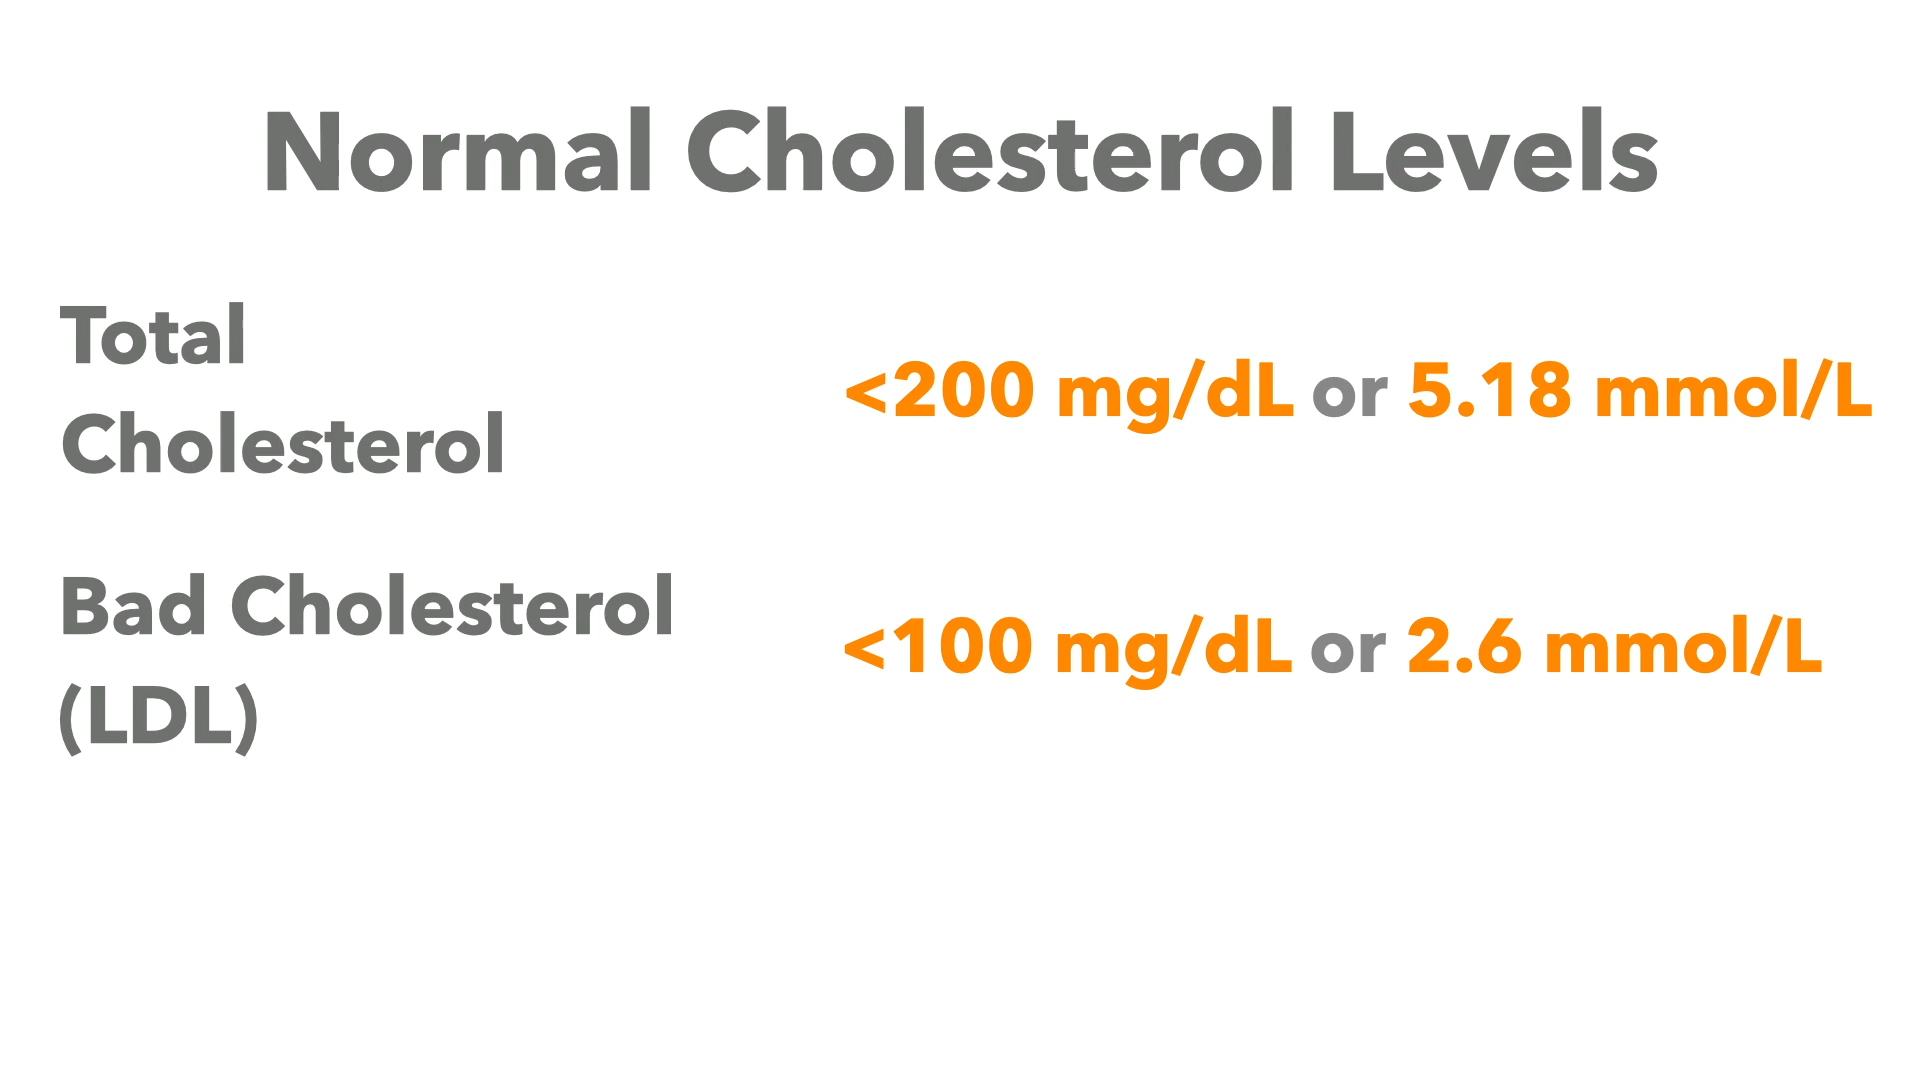 Normal Cholesterol Levels
Total
Cholesterol
<200 mg/dL or 5.18 mmol/L
Bad Cholesterol
(LDL)
<100 mg/dL or 2.6 mmol/L